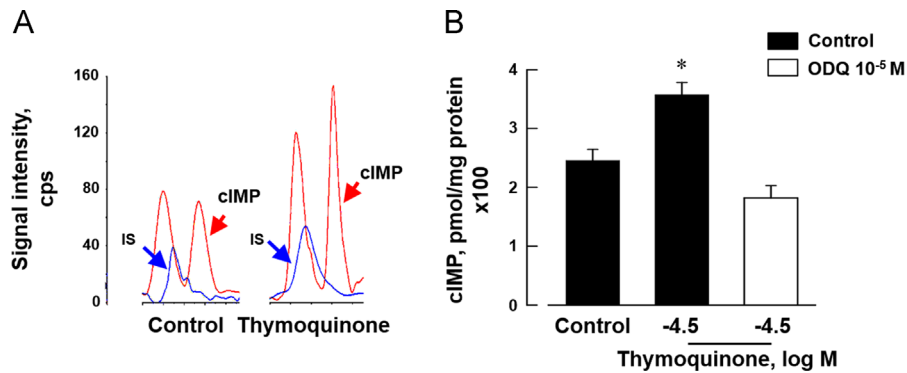 A
Signal intensity,
cps
160
120
80
40
0
IS
cIMP
IS
cIMP
Control
Thymoquinone
B
Control
ODQ 10⁻⁵ M
cIMP, pmol/mg protein
x100
4
3
2
1
0
*
Control
-4.5
-4.5
Thymoquinone, log M